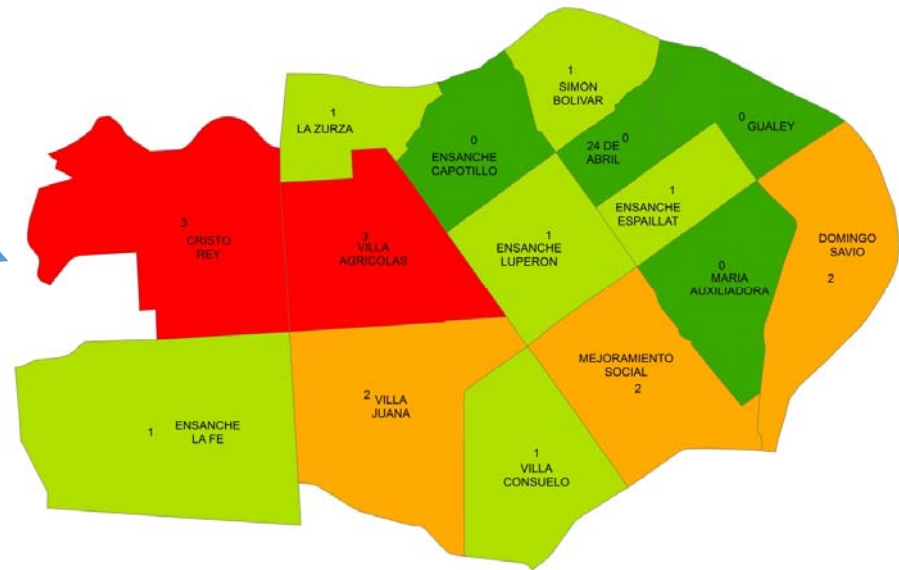 1
SIMON
BOLIVAR
1
LA ZURZA
0
GUALEY
0
ENSANCHE
CAPOTILLO
24 DE 0
ABRIL
1
ENSANCHE
ESPAILLAT
3
CRISTO
REY
3
VILLA
AGRICOLAS
1
ENSANCHE
LUPERON
DOMINGO
SAVIO
2
0
MARIA
AUXILIADORA
MEJORAMIENTO
SOCIAL
2
2 VILLA
JUANA
1 ENSANCHE
LA FE
1
VILLA
CONSUELO